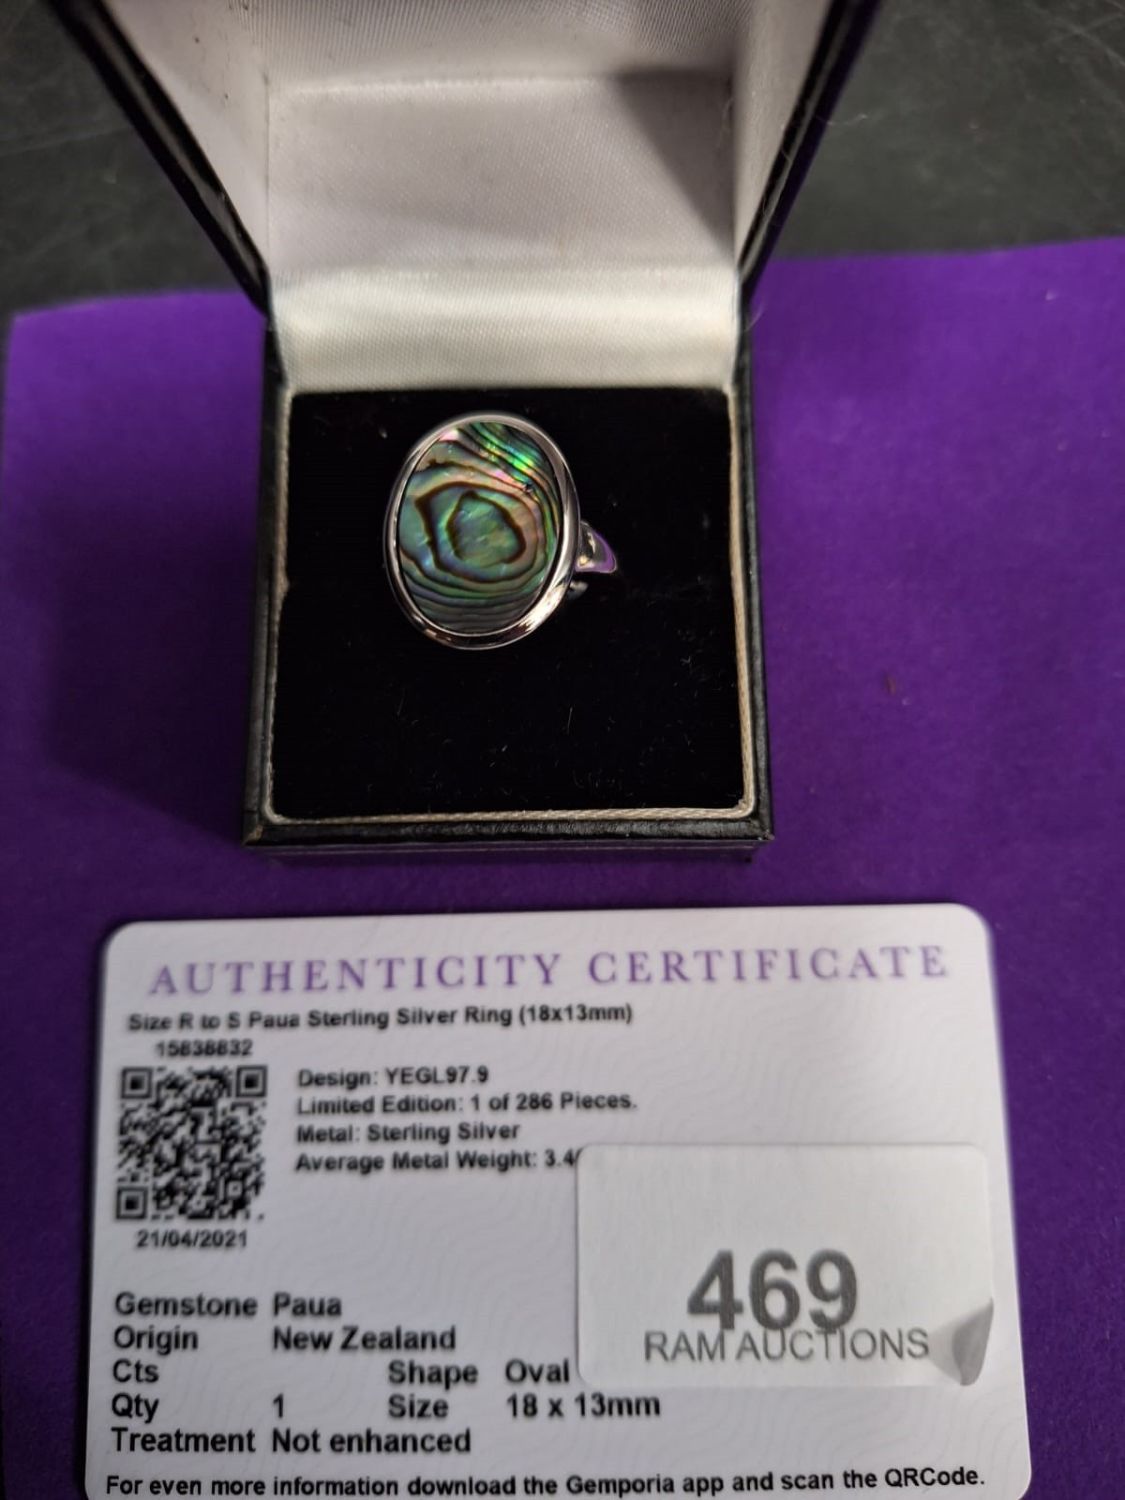 AUTHENTICITY CERTIFICATE
Size R to S Paua Sterling Silver Ring (18x13mm)
15838832
Design: YEGL97.9
Limited Edition: 1 of 286 Pieces.
Metal: Sterling Silver
Average Metal Weight: 3.4
21/04/2021
469
RAM AUCTIONS
Gemstone Paua
Origin New Zealand
Cts Shape Oval
Qty 1 Size 18 x 13mm
Treatment Not enhanced
For even more information download the Gemporia app and scan the QRCode.